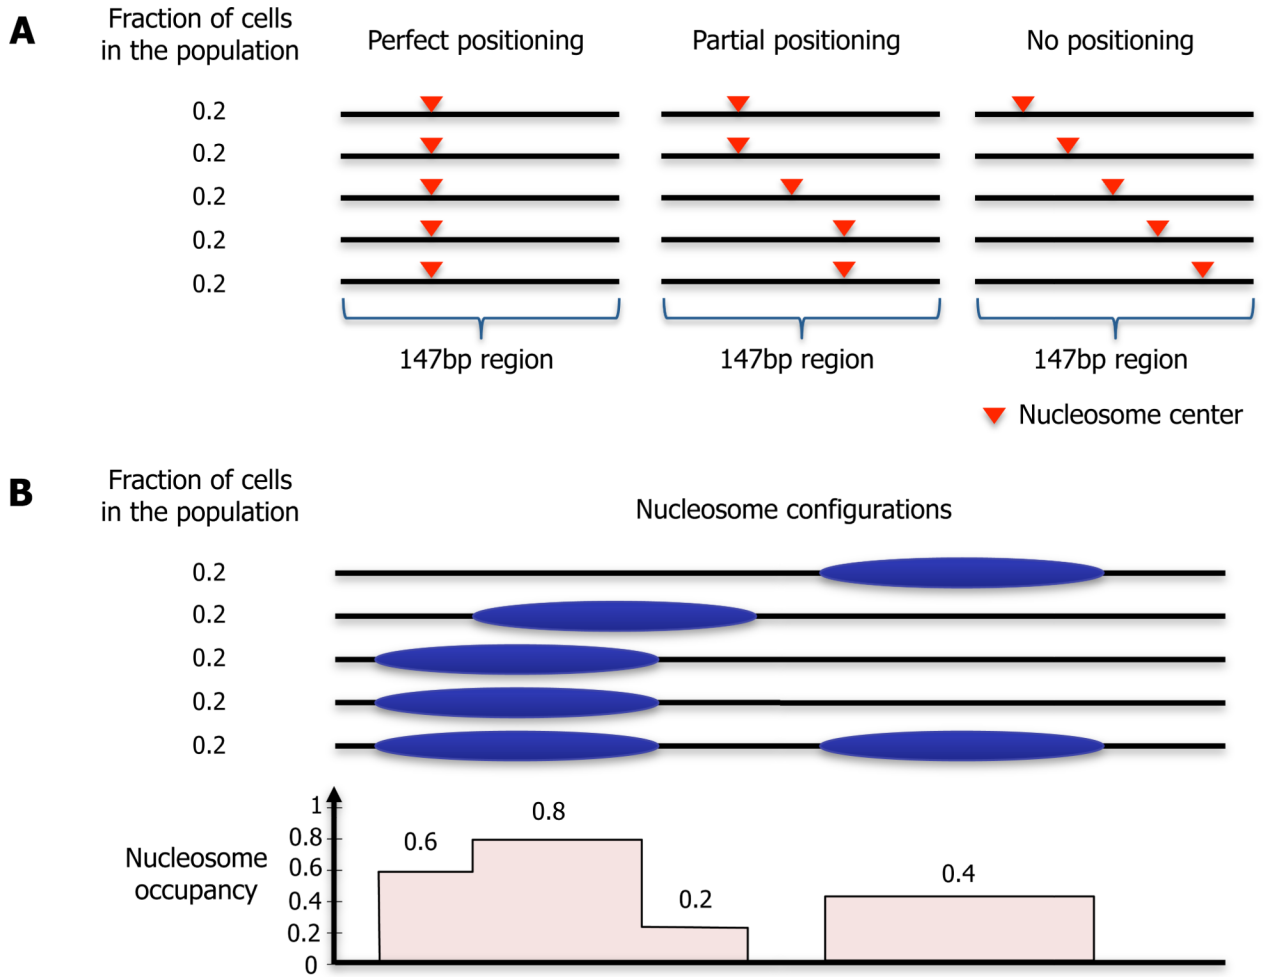 A
Fraction of cells
in the population
Perfect positioning
Partial positioning
No positioning
0.2
0.2
0.2
0.2
0.2
147bp region
147bp region
147bp region
Nucleosome center
B
Fraction of cells
in the population
Nucleosome configurations
0.2
0.2
0.2
0.2
0.2
Nucleosome
occupancy
1
0.8
0.6
0.4
0.2
0
0.6
0.8
0.2
0.4